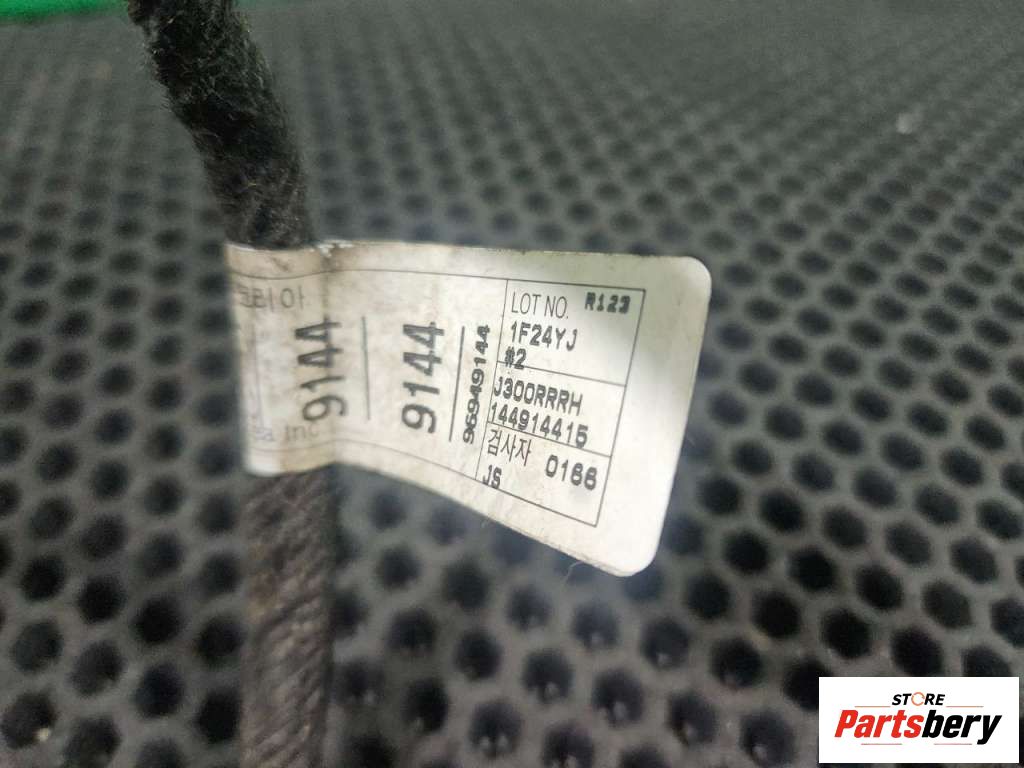 LOT NO. R123
1F24YJ
#2
J300RRRH
144914415
검사자 0166
JS
96949144
9144
9144
STORE
Partsbery